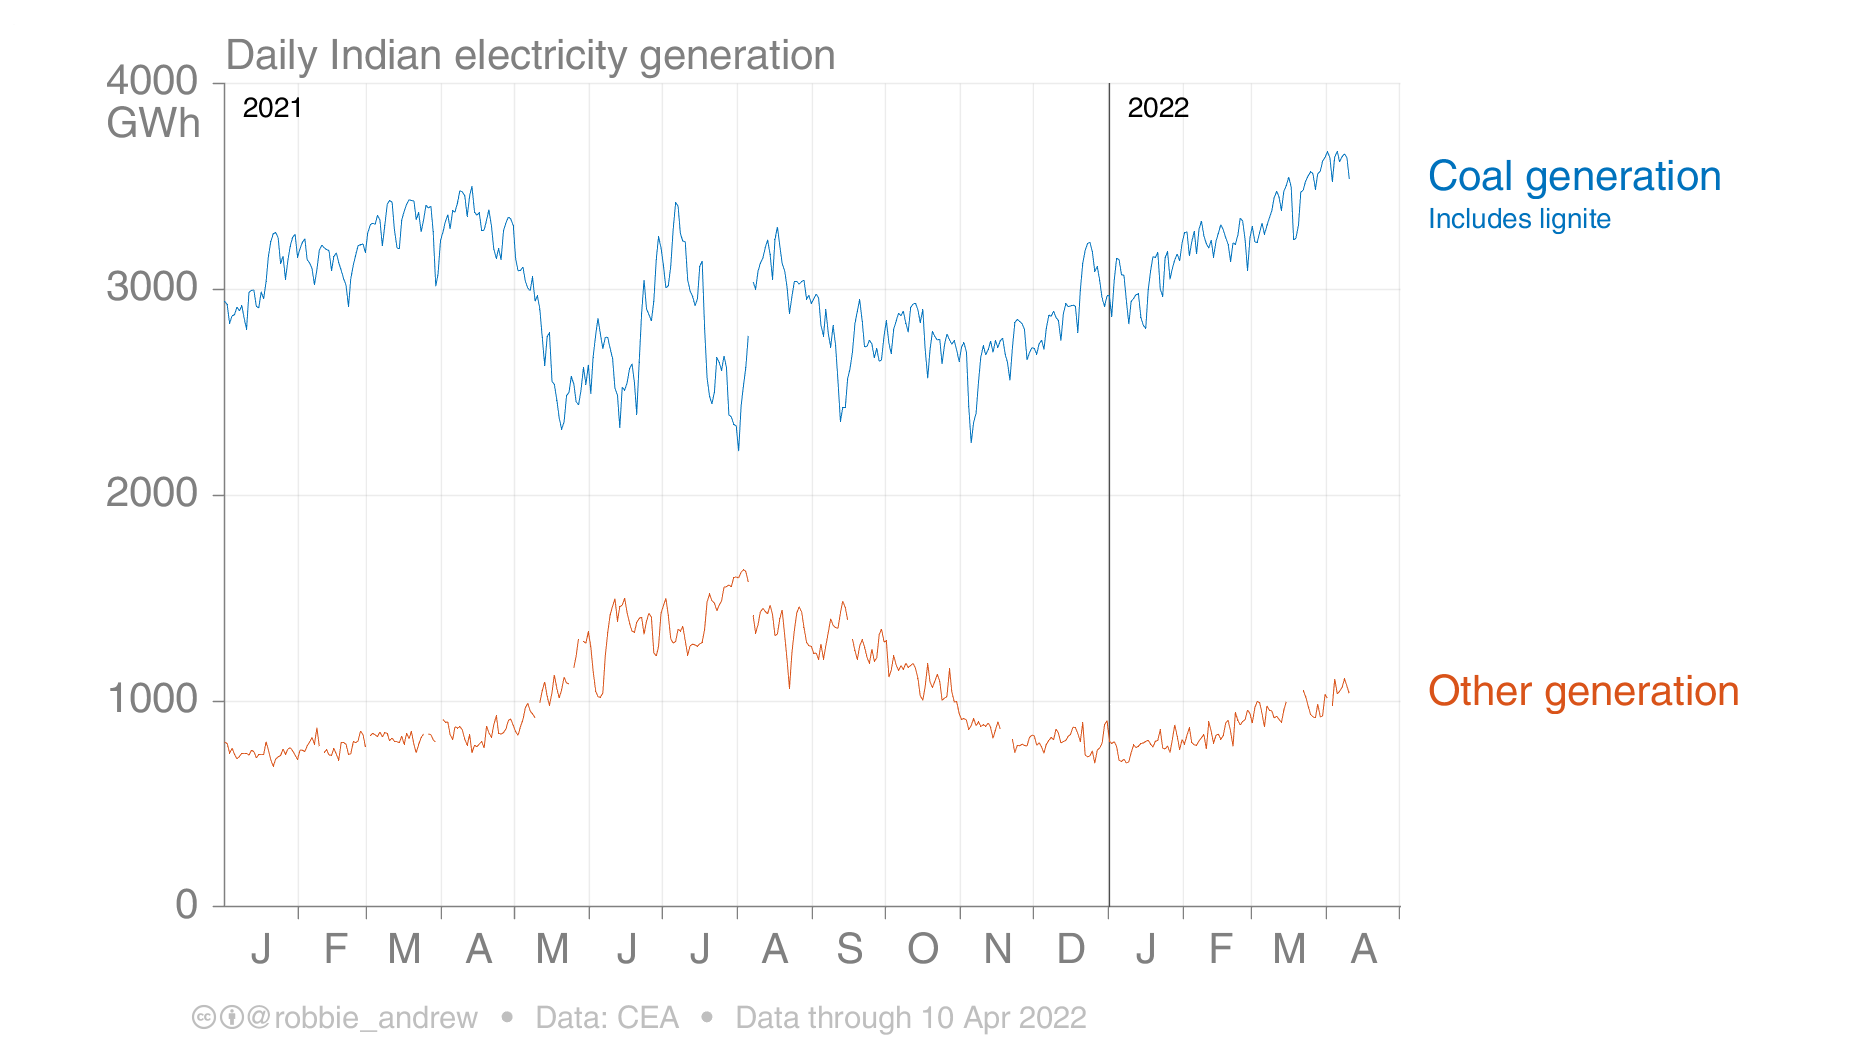 Daily Indian electricity generation
4000
GWh
2021
2022
Coal generation
Includes lignite
3000
2000
Other generation
1000
0
J F M A M J J A S O N D J F M A
cc @robbie_andrew • Data: CEA • Data through 10 Apr 2022